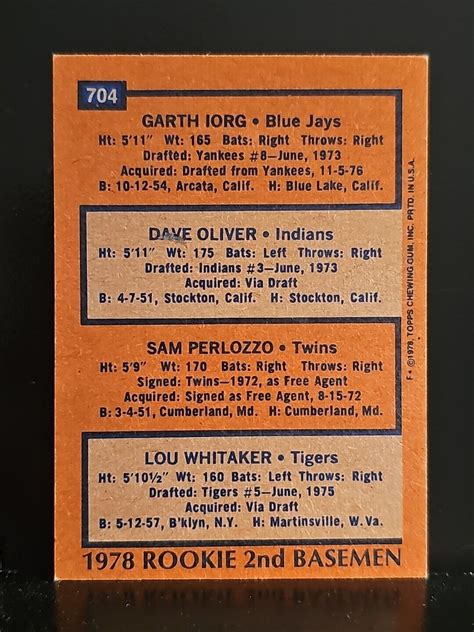 704
GARTH IORG • Blue Jays
Ht: 5'11" Wt: 165 Bats: Right Throws: Right
Drafted: Yankees #8—June, 1973
Acquired: Drafted from Yankees, 11-5-76
B: 10-12-54, Arcata, Calif. H: Blue Lake, Calif.
DAVE OLIVER • Indians
Ht: 5'11" Wt: 175 Bats: Left Throws: Right
Drafted: Indians #3—June, 1973
Acquired: Via Draft
B: 4-7-51, Stockton, Calif. H: Stockton, Calif.
SAM PERLOZZO • Twins
Ht: 5'9" Wt: 170 Bats: Right Throws: Right
Signed: Twins—1972, as Free Agent
Acquired: Signed as Free Agent, 8-15-72
B: 3-4-51, Cumberland, Md. H: Cumberland, Md.
LOU WHITAKER • Tigers
Ht: 5'10½" Wt: 160 Bats: Left Throws: Right
Drafted: Tigers #5—June, 1975
Acquired: Via Draft
B: 5-12-57, B'klyn, N.Y. H: Martinsville, W.Va.
1978 ROOKIE 2nd BASEMEN
F* ©1978, TOPPS CHEWING GUM, INC. PRTD. IN U.S.A.